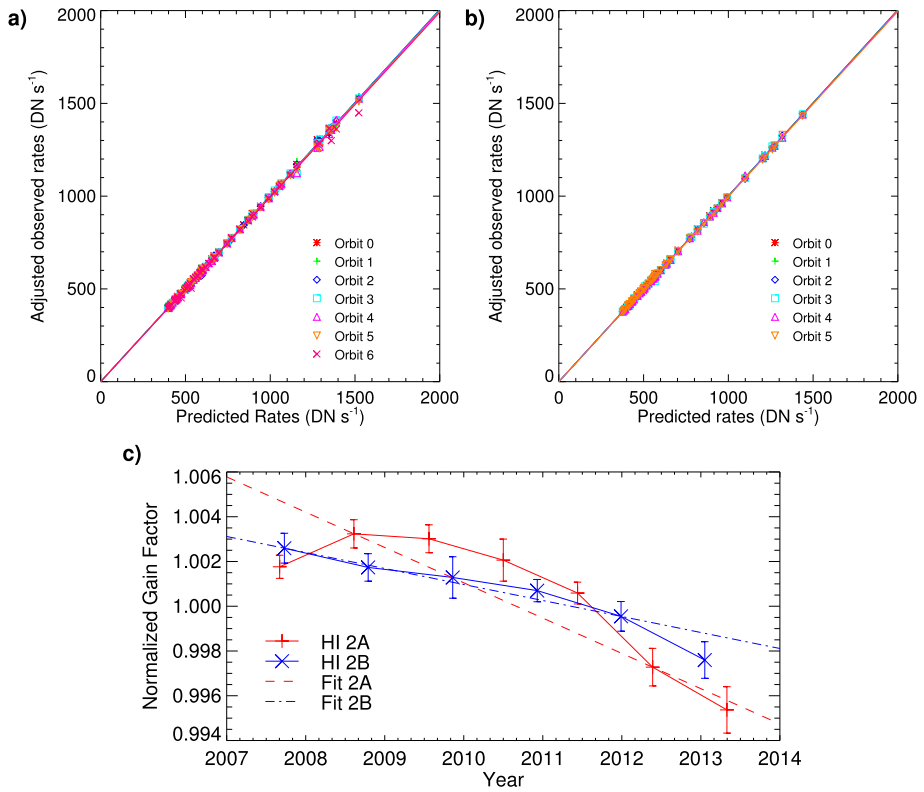 a)
2000
1500
1000
500
0
Adjusted observed rates (DN s⁻¹)
Orbit 0
Orbit 1
Orbit 2
Orbit 3
Orbit 4
Orbit 5
Orbit 6
0 500 1000 1500 2000
Predicted Rates (DN s⁻¹)
b)
2000
1500
1000
500
0
Adjusted observed rates (DN s⁻¹)
Orbit 0
Orbit 1
Orbit 2
Orbit 3
Orbit 4
Orbit 5
0 500 1000 1500 2000
Predicted rates (DN s⁻¹)
c)
1.006
1.004
1.002
1.000
0.998
0.996
0.994
Normalized Gain Factor
HI 2A
HI 2B
Fit 2A
Fit 2B
2007 2008 2009 2010 2011 2012 2013 2014
Year